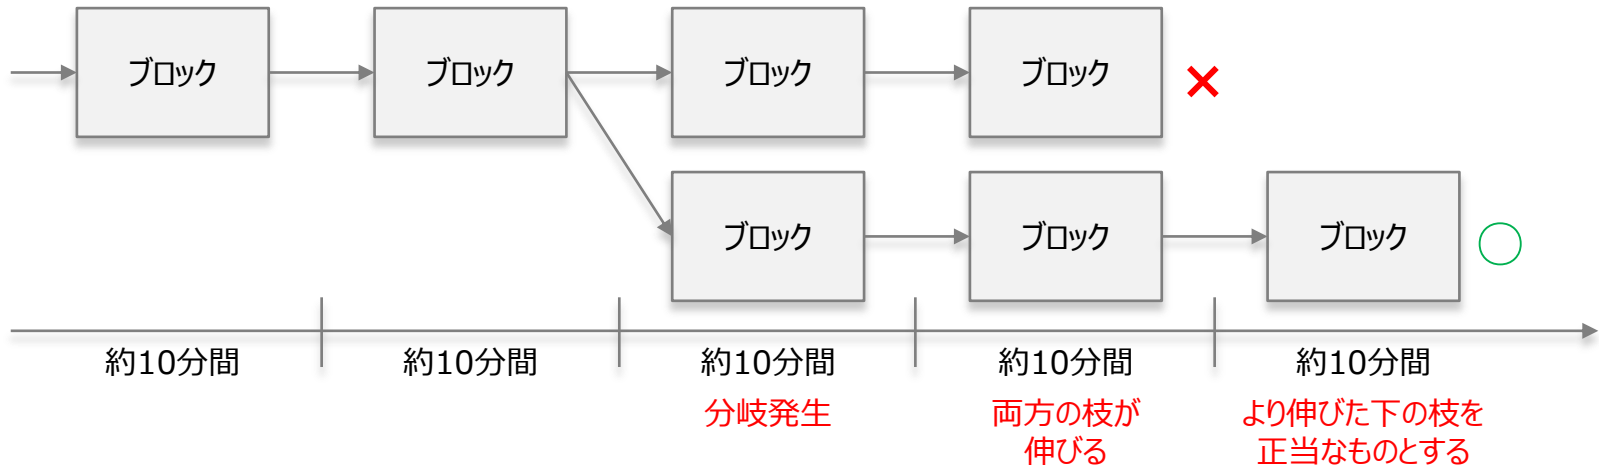 ブロック
ブロック
ブロック
ブロック
×
ブロック
ブロック
ブロック
○
約10分間
約10分間
約10分間
約10分間
約10分間
分岐発生
両方の枝が
伸びる
より伸びた下の枝を
正当なものとする